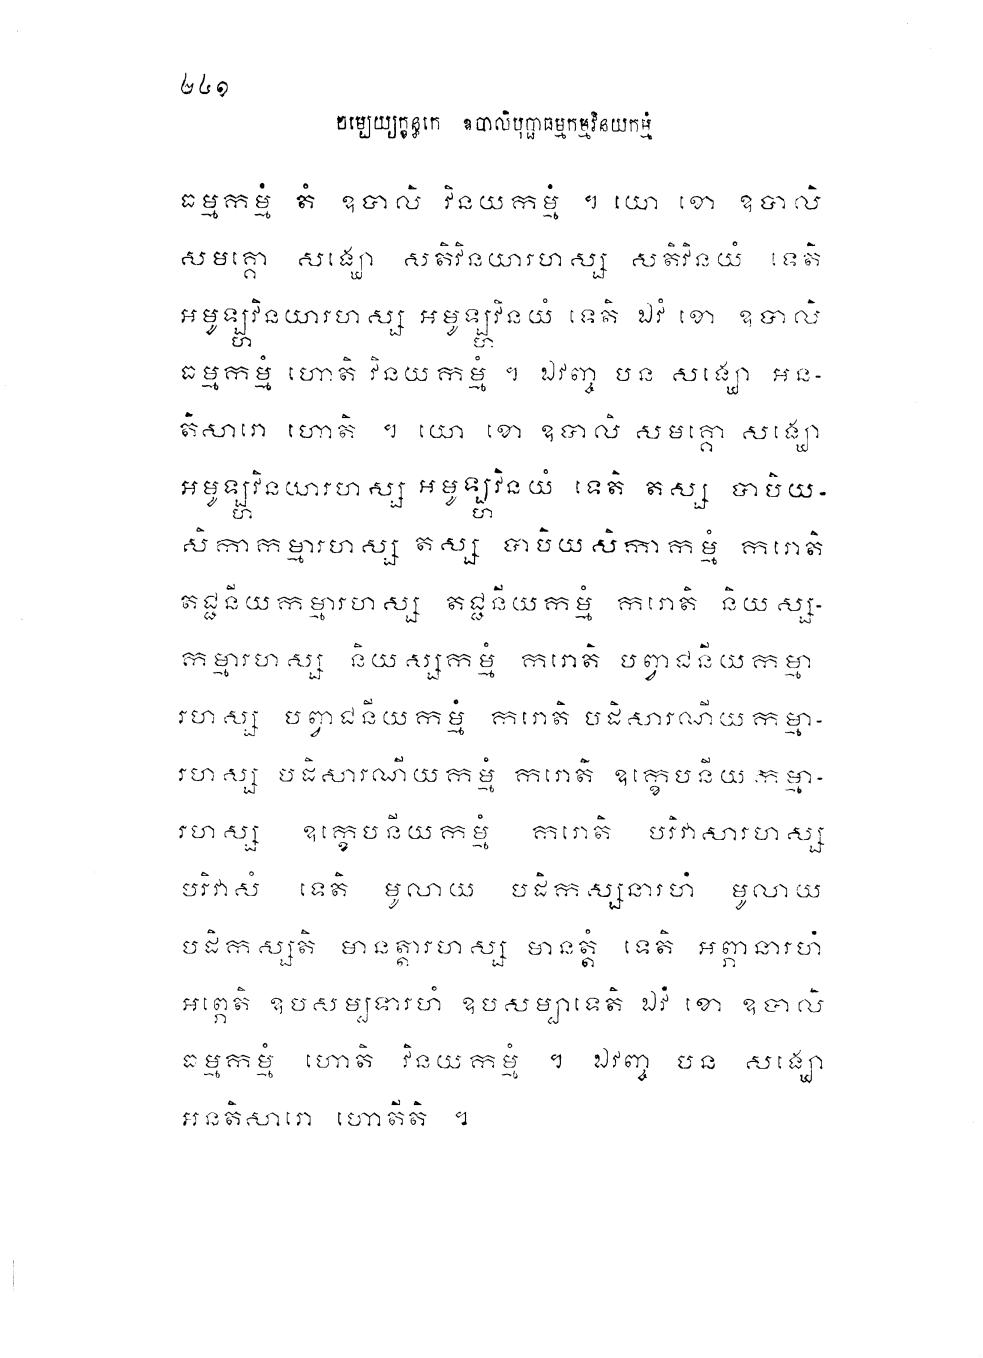 ៤៤១
ចម្បេយ្យក្ខន្ធកេ ឧបាលិបុច្ឆាធម្មកម្មវិនយកម្មំ
ធម្មកម្មំ តំ ឧបាលិ វិនយកម្មំ ។ យោ ខោ ឧបាលិ
សមគ្គោ សង្ឃោ សតិវិនយារហស្ស សតិវិនយំ ទេតិ
អមូឡ្ហវិនយារហស្ស អមូឡ្ហវិនយំ ទេតិ ឯវំ ខោ ឧបាលិ
ធម្មកម្មំ ហោតិ វិនយកម្មំ ។ ឯវញ្ច បន សង្ឃោ អន-
តិសារោ ហោតិ ។ យោ ខោ ឧបាលិ សមគ្គោ សង្ឃោ
អមូឡ្ហវិនយារហស្ស អមូឡ្ហវិនយំ ទេតិ តស្ស បាបិយ-
សិកាកម្មារហស្ស តស្ស បាបិយសិកាកម្មំ ករោតិ
តជ្ជនីយកម្មារហស្ស តជ្ជនីយកម្មំ ករោតិ និយស្ស-
កម្មារហស្ស និយស្សកម្មំ ករោតិ បញ្វជនីយកម្មា
រហស្ស បព្វាជនីយកម្មំ ករោតិ បដិសារណីយកម្មា-
រហស្ស បដិសារណីយកម្មំ ករោតិ ឧក្ខេបនីយកម្មា-
រហស្ស ឧក្ខេបនីយកម្មំ ករោតិ បរិវាសារហស្ស
បរិវាសំ ទេតិ មូលាយ បដិកស្សនារហំ មូលាយ
បដិកស្សតិ មានត្តារហស្ស មានត្តំ ទេតិ អព្ភានារហំ
អព្ភេតិ ឧបសម្បទារហំ ឧបសម្បាទេតិ ឯវំ ខោ ឧបាលិ
ធម្មកម្មំ ហោតិ វិនយកម្មំ ។ ឯវញ្ច បន សង្ឃោ
អនតិសារោ ហោតីតិ ។